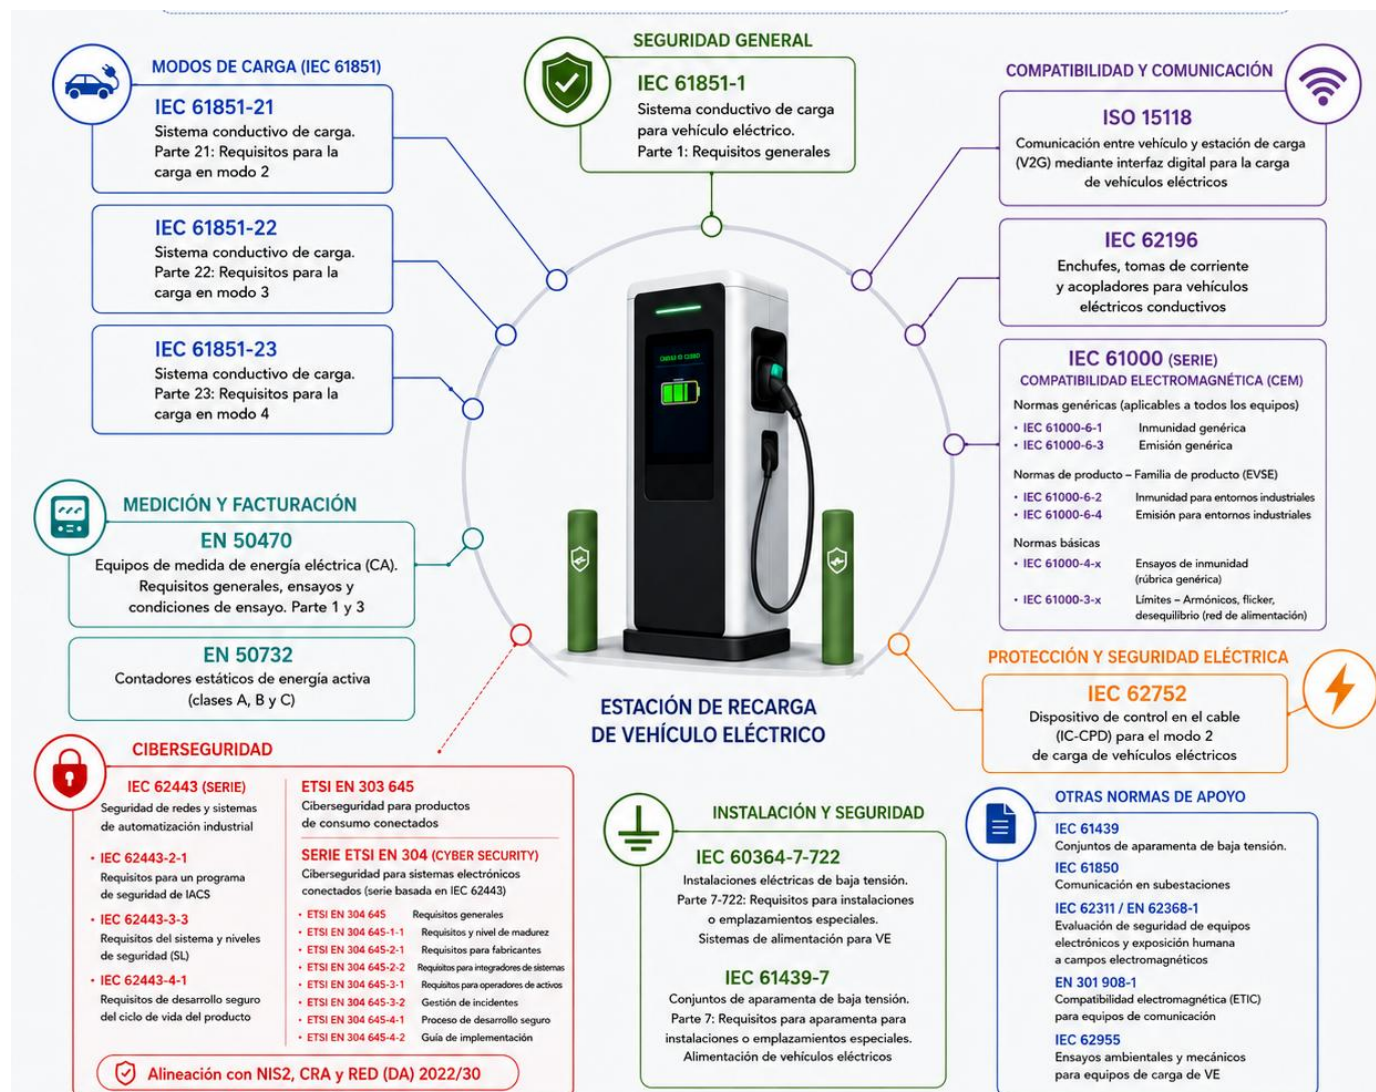 MODOS DE CARGA (IEC 61851)
IEC 61851-21
Sistema conductivo de carga.
Parte 21: Requisitos para la
carga en modo 2
IEC 61851-22
Sistema conductivo de carga.
Parte 22: Requisitos para la
carga en modo 3
IEC 61851-23
Sistema conductivo de carga.
Parte 23: Requisitos para la
carga en modo 4
SEGURIDAD GENERAL
IEC 61851-1
Sistema conductivo de carga
para vehículo eléctrico.
Parte 1: Requisitos generales
COMPATIBILIDAD Y COMUNICACIÓN
ISO 15118
Comunicación entre vehículo y estación de carga
(V2G) mediante interfaz digital para la carga
de vehículos eléctricos
IEC 62196
Enchufes, tomas de corriente
y acopladores para vehículos
eléctricos conductivos
IEC 61000 (SERIE)
COMPATIBILIDAD ELECTROMAGNÉTICA (CEM)
Normas genéricas (aplicables a todos los equipos)
• IEC 61000-6-1 Inmunidad genérica
• IEC 61000-6-3 Emisión genérica
Normas de producto – Familia de producto (EVSE)
• IEC 61000-6-2 Inmunidad para entornos industriales
• IEC 61000-6-4 Emisión para entornos industriales
Normas básicas
• IEC 61000-4-x Ensayos de inmunidad
(rúbrica genérica)
• IEC 61000-3-x Límites – Armónicos, flicker,
desequilibrio (red de alimentación)
MEDICIÓN Y FACTURACIÓN
EN 50470
Equipos de medida de energía eléctrica (CA).
Requisitos generales, ensayos y
condiciones de ensayo. Parte 1 y 3
EN 50732
Contadores estáticos de energía activa
(clases A, B y C)
ESTACIÓN DE RECARGA
DE VEHÍCULO ELÉCTRICO
PROTECCIÓN Y SEGURIDAD ELÉCTRICA
IEC 62752
Dispositivo de control en el cable
(IC-CPD) para el modo 2
de carga de vehículos eléctricos
CIBERSEGURIDAD
IEC 62443 (SERIE)
Seguridad de redes y sistemas
de automatización industrial
• IEC 62443-2-1
Requisitos para un programa
de seguridad de IACS
• IEC 62443-3-3
Requisitos del sistema y niveles
de seguridad (SL)
• IEC 62443-4-1
Requisitos de desarrollo seguro
del ciclo de vida del producto
ETSI EN 303 645
Ciberseguridad para productos
de consumo conectados
SERIE ETSI EN 304 (CYBER SECURITY)
Ciberseguridad para sistemas electrónicos
conectados (serie basada en IEC 62443)
• ETSI EN 304 645 Requisitos generales
• ETSI EN 304 645-1-1 Requisitos y nivel de madurez
• ETSI EN 304 645-2-1 Requisitos para fabricantes
• ETSI EN 304 645-2-2 Requisitos para integradores de sistemas
• ETSI EN 304 645-3-1 Requisitos para operadores de activos
• ETSI EN 304 645-3-2 Gestión de incidentes
• ETSI EN 304 645-4-1 Proceso de desarrollo seguro
• ETSI EN 304 645-4-2 Guía de implementación
Alineación con NIS2, CRA y RED (DA) 2022/30
INSTALACIÓN Y SEGURIDAD
IEC 60364-7-722
Instalaciones eléctricas de baja tensión.
Parte 7-722: Requisitos para instalaciones
o emplazamientos especiales.
Sistemas de alimentación para VE
IEC 61439-7
Conjuntos de aparamenta de baja tensión.
Parte 7: Requisitos para aparamenta para
instalaciones o emplazamientos especiales.
Alimentación de vehículos eléctricos
OTRAS NORMAS DE APOYO
IEC 61439
Conjuntos de aparamenta de baja tensión.
IEC 61850
Comunicación en subestaciones
IEC 62311 / EN 62368-1
Evaluación de seguridad de equipos
electrónicos y exposición humana
a campos electromagnéticos
EN 301 908-1
Compatibilidad electromagnética (ETIC)
para equipos de comunicación
IEC 62955
Ensayos ambientales y mecánicos
para equipos de carga de VE